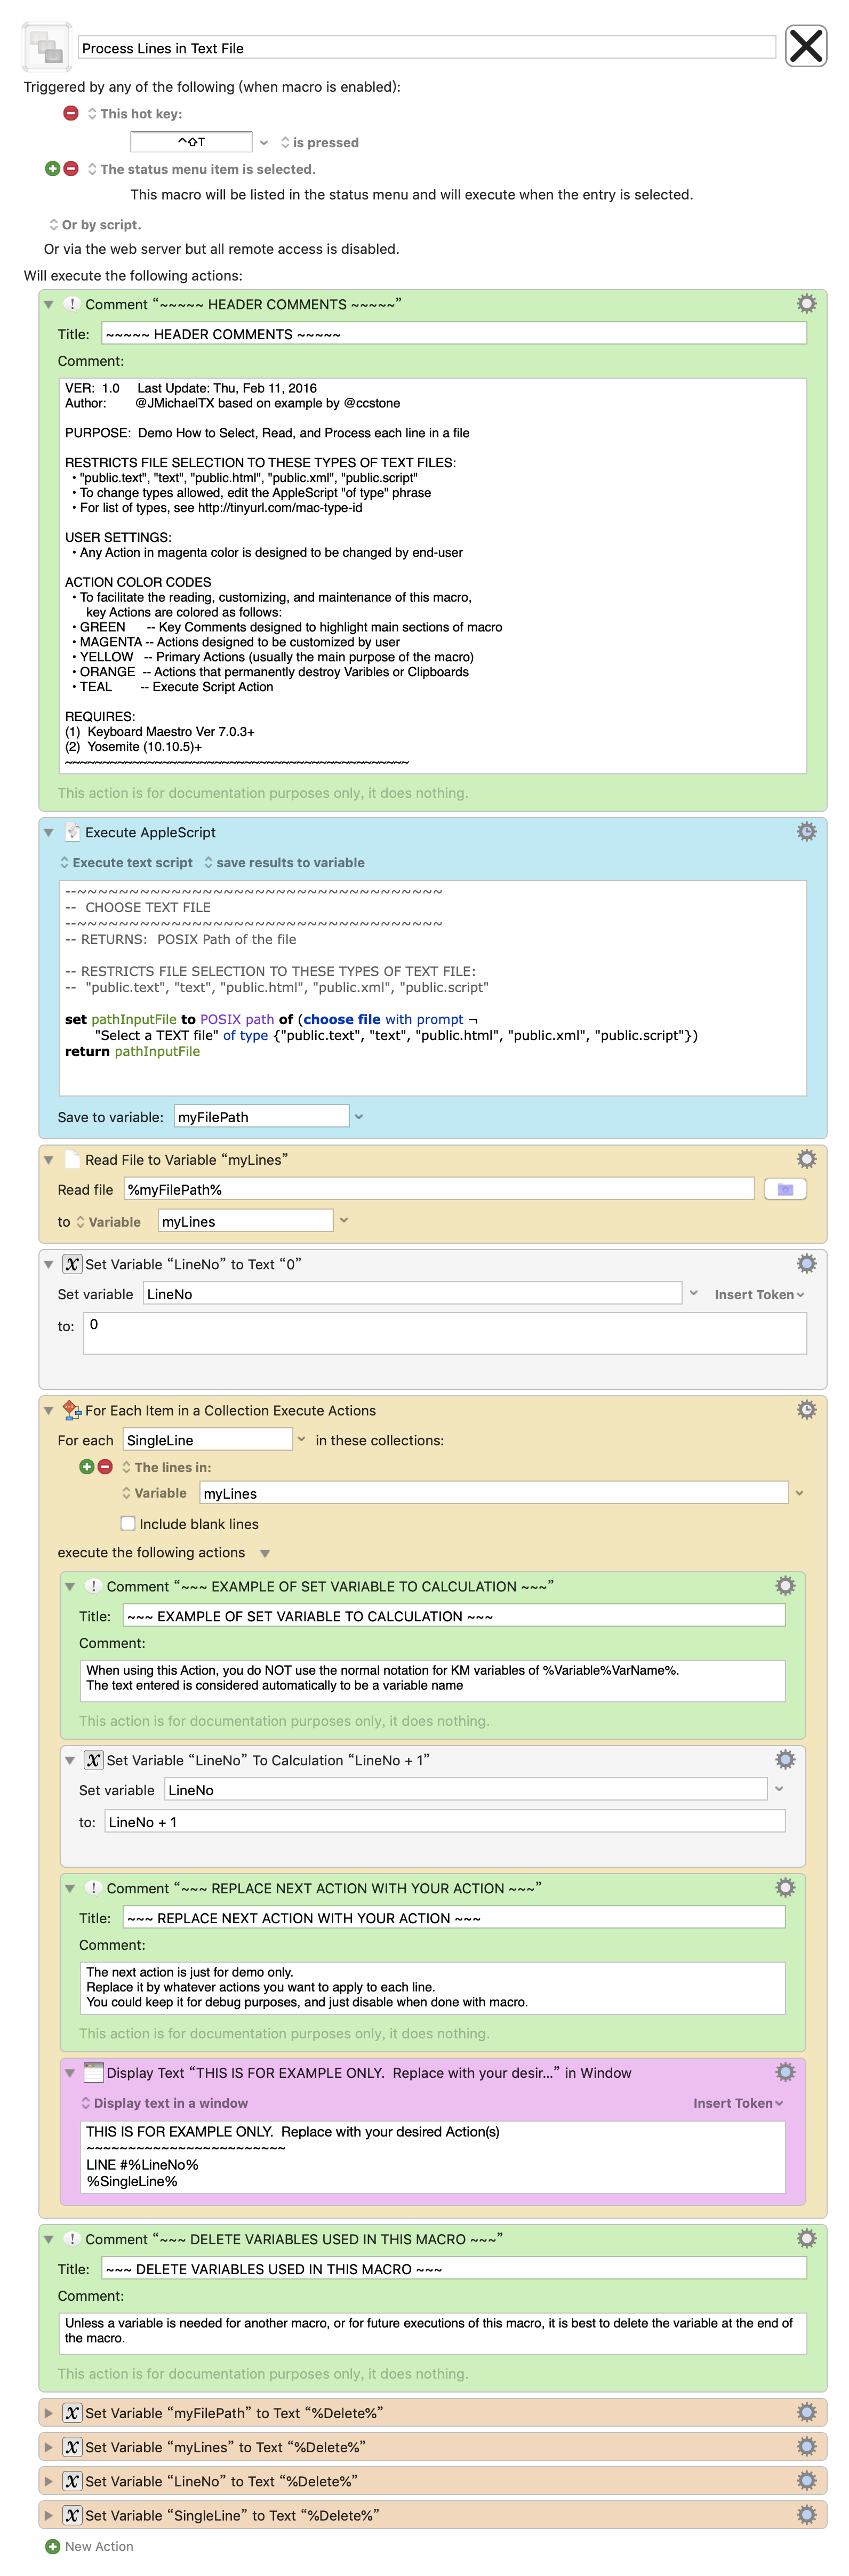 Process Lines in Text File
Triggered by any of the following (when macro is enabled):
This hot key:
^⇧T is pressed
The status menu item is selected.
This macro will be listed in the status menu and will execute when the entry is selected.
Or by script.
Or via the web server but all remote access is disabled.
Will execute the following actions:
! Comment “~~~~~ HEADER COMMENTS ~~~~~”
Title: ~~~~~ HEADER COMMENTS ~~~~~
Comment:
VER: 1.0 Last Update: Thu, Feb 11, 2016
Author: @JMichaelTX based on example by @ccstone
PURPOSE: Demo How to Select, Read, and Process each line in a file
RESTRICTS FILE SELECTION TO THESE TYPES OF TEXT FILES:
• "public.text", "text", "public.html", "public.xml", "public.script"
• To change types allowed, edit the AppleScript "of type" phrase
• For list of types, see http://tinyurl.com/mac-type-id
USER SETTINGS:
• Any Action in magenta color is designed to be changed by end-user
ACTION COLOR CODES
• To facilitate the reading, customizing, and maintenance of this macro,
key Actions are colored as follows:
• GREEN -- Key Comments designed to highlight main sections of macro
• MAGENTA -- Actions designed to be customized by user
• YELLOW -- Primary Actions (usually the main purpose of the macro)
• ORANGE -- Actions that permanently destroy Varibles or Clipboards
• TEAL -- Execute Script Action
REQUIRES:
(1) Keyboard Maestro Ver 7.0.3+
(2) Yosemite (10.10.5)+
~~~~~~~~~~~~~~~~~~~~~~~~~~~~~~~~~~~~~~~~~~~~~~~
This action is for documentation purposes only, it does nothing.
Execute AppleScript
Execute text script save results to variable
--~~~~~~~~~~~~~~~~~~~~~~~~~~~~~~~~~~~
-- CHOOSE TEXT FILE
--~~~~~~~~~~~~~~~~~~~~~~~~~~~~~~~~~~~
-- RETURNS: POSIX Path of the file
-- RESTRICTS FILE SELECTION TO THESE TYPES OF TEXT FILE:
-- "public.text", "text", "public.html", "public.xml", "public.script"
set pathInputFile to POSIX path of (choose file with prompt ¬
"Select a TEXT file" of type {"public.text", "text", "public.html", "public.xml", "public.script"})
return pathInputFile
Save to variable: myFilePath
Read File to Variable “myLines”
Read file %myFilePath%
to Variable myLines
X Set Variable “LineNo” to Text “0”
Set variable LineNo Insert Token
to: 0
For Each Item in a Collection Execute Actions
For each SingleLine in these collections:
The lines in:
Variable myLines
Include blank lines
execute the following actions
! Comment “~~~ EXAMPLE OF SET VARIABLE TO CALCULATION ~~~”
Title: ~~~ EXAMPLE OF SET VARIABLE TO CALCULATION ~~~
Comment:
When using this Action, you do NOT use the normal notation for KM variables of %Variable%VarName%.
The text entered is considered automatically to be a variable name
This action is for documentation purposes only, it does nothing.
X Set Variable “LineNo” To Calculation “LineNo + 1”
Set variable LineNo
to: LineNo + 1
! Comment “~~~ REPLACE NEXT ACTION WITH YOUR ACTION ~~~”
Title: ~~~ REPLACE NEXT ACTION WITH YOUR ACTION ~~~
Comment:
The next action is just for demo only.
Replace it by whatever actions you want to apply to each line.
You could keep it for debug purposes, and just disable when done with macro.
This action is for documentation purposes only, it does nothing.
Display Text “THIS IS FOR EXAMPLE ONLY. Replace with your desir...” in Window
Display text in a window Insert Token
THIS IS FOR EXAMPLE ONLY. Replace with your desired Action(s)
~~~~~~~~~~~~~~~~~~~~~~~~
LINE #%LineNo%
%SingleLine%
! Comment “~~~ DELETE VARIABLES USED IN THIS MACRO ~~~”
Title: ~~~ DELETE VARIABLES USED IN THIS MACRO ~~~
Comment:
Unless a variable is needed for another macro, or for future executions of this macro, it is best to delete the variable at the end of
the macro.
This action is for documentation purposes only, it does nothing.
X Set Variable “myFilePath” to Text “%Delete%”
X Set Variable “myLines” to Text “%Delete%”
X Set Variable “LineNo” to Text “%Delete%”
X Set Variable “SingleLine” to Text “%Delete%”
New Action